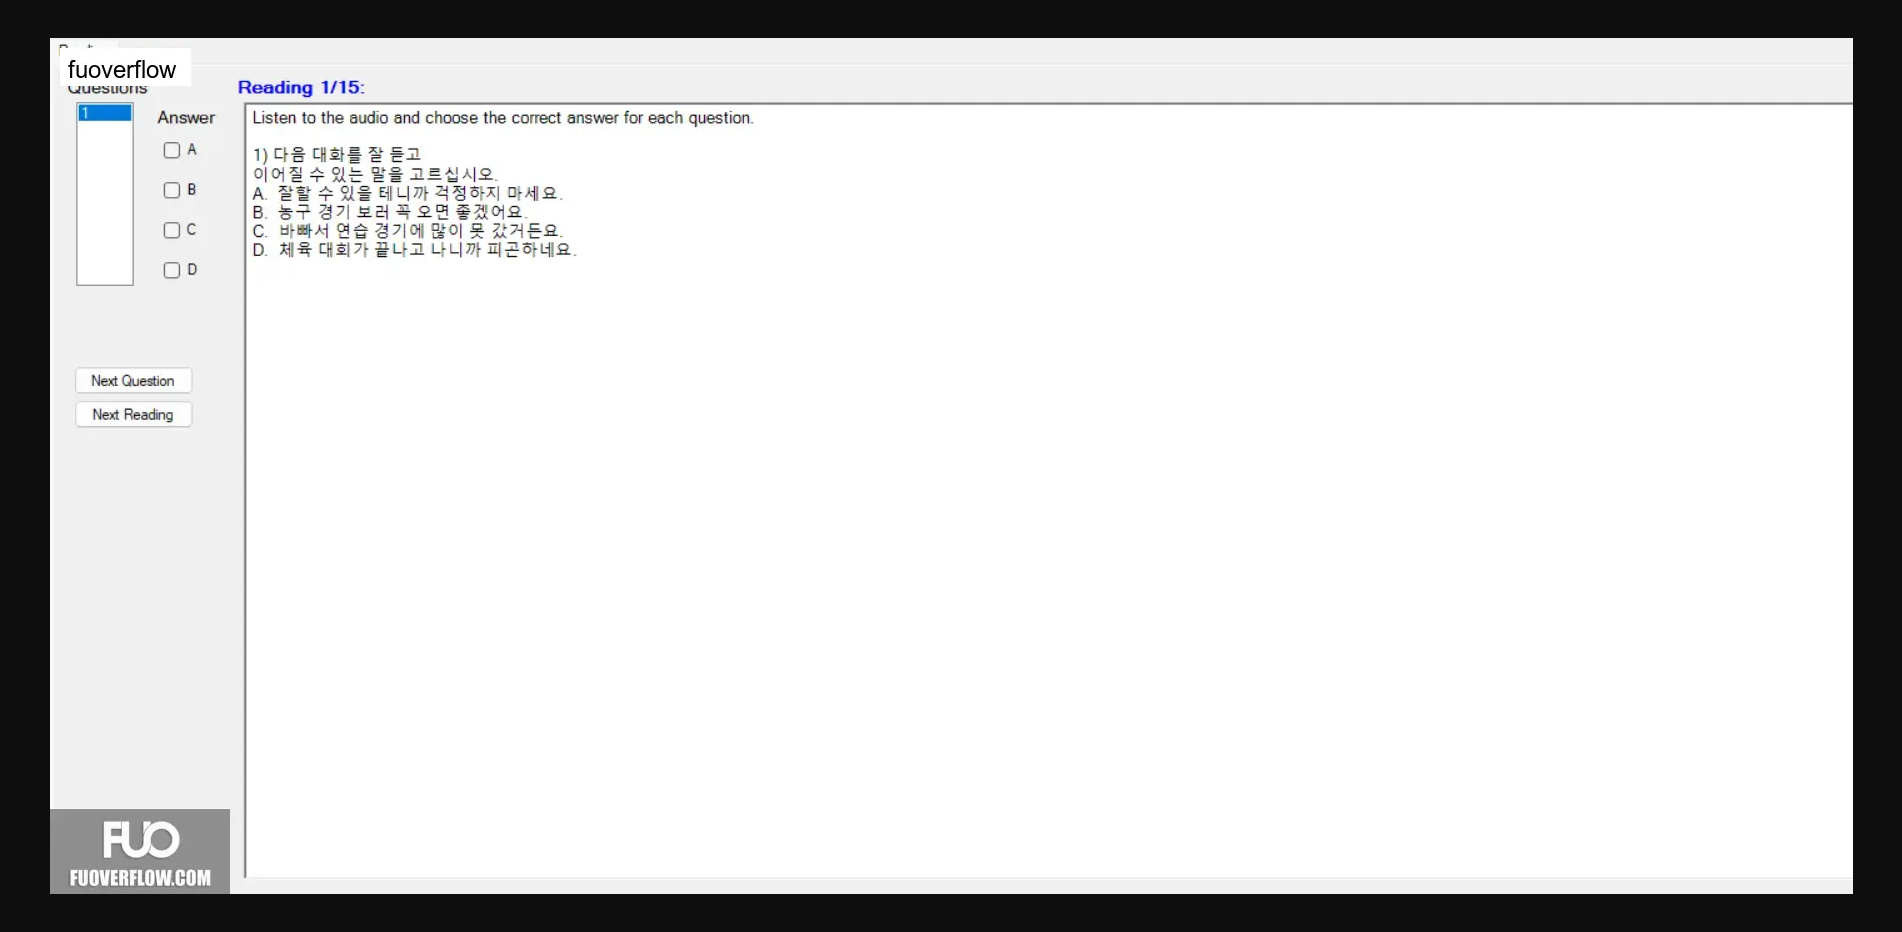 fuoverflow
Questions
Reading 1/15:
1
Answer
A
B
C
D
Next Question
Next Reading
Listen to the audio and choose the correct answer for each question.
1) 다음 대화를 잘 듣고
이어질 수 있는 말을 고르십시오.
A. 잘할 수 있을 테니까 걱정하지 마세요.
B. 농구 경기 보러 꼭 오면 좋겠어요.
C. 바빠서 연습 경기에 많이 못 갔거든요.
D. 체육 대회가 끝나고 나니까 피곤하네요.
FUO
FUOVERFLOW.COM